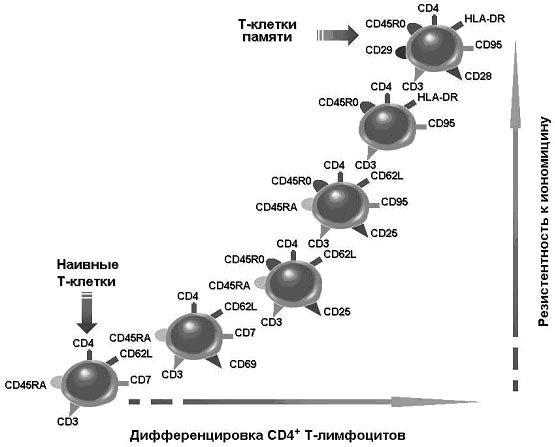 Т-клетки
памяти
CD4
CD45R0
HLA-DR
CD29
CD95
CD3
CD28
CD4
HLA-DR
CD45R0
CD95
CD3
CD4
CD62L
CD45R0
CD45RA
CD95
CD3
CD25
CD4
CD62L
CD45R0
CD45RA
CD3
CD25
Наивные
Т-клетки
CD4
CD62L
CD45RA
CD7
CD3
CD69
CD4
CD62L
CD45RA
CD7
CD3
Резистентность к иономицину
Дифференцировка CD4+ Т-лимфоцитов